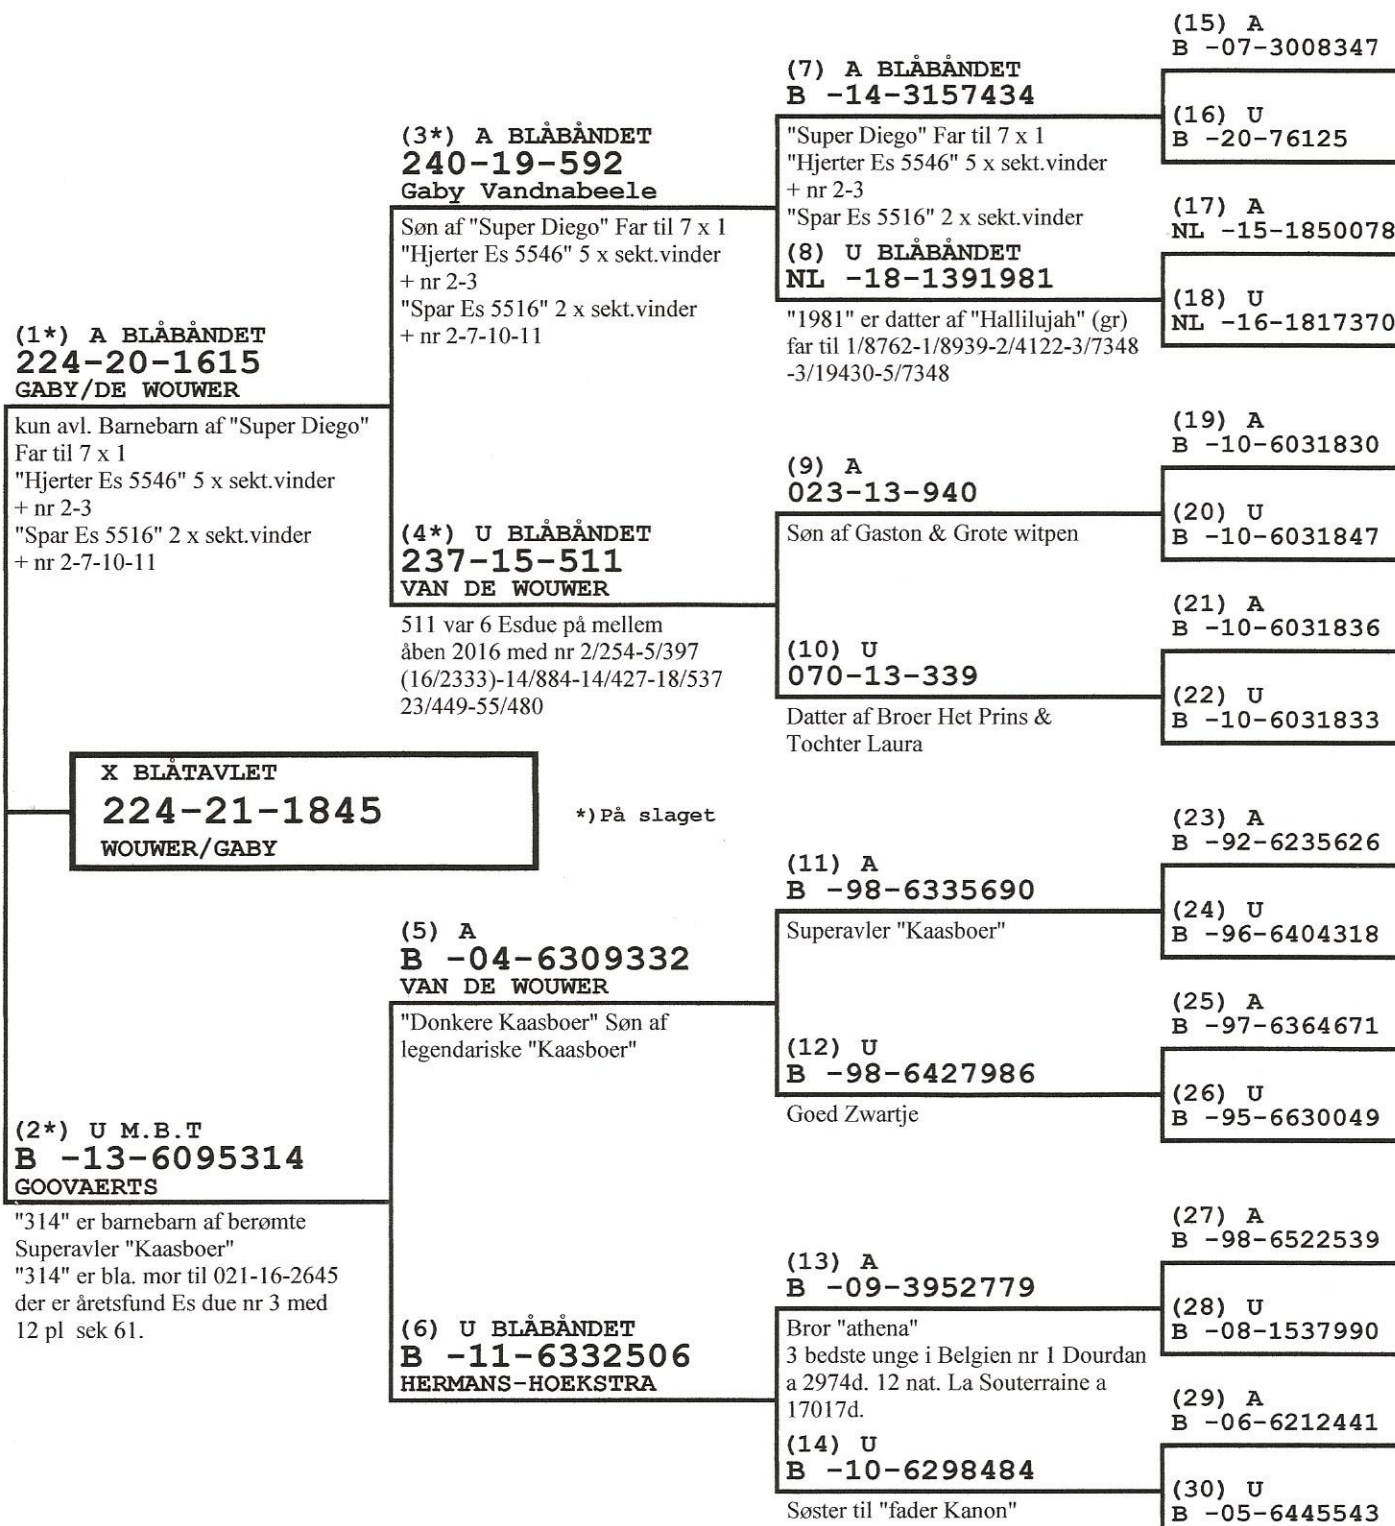 (1*) A BLÅBÅNDET
224-20-1615
GABY/DE WOUWER
kun avl. Barnebarn af "Super Diego"
Far til 7 x 1
"Hjerter Es 5546" 5 x sekt.vinder
+ nr 2-3
"Spar Es 5516" 2 x sekt.vinder
+ nr 2-7-10-11
X BLÅTAVLET
224-21-1845
WOUWER/GABY
*)På slaget
(2*) U M.B.T
B -13-6095314
GOOVAERTS
"314" er barnebarn af berømte
Superavler "Kaasboer"
"314" er bla. mor til 021-16-2645
der er åretsfund Es due nr 3 med
12 pl sek 61.
(3*) A BLÅBÅNDET
240-19-592
Gaby Vandnabeele
Søn af "Super Diego" Far til 7 x 1
"Hjerter Es 5546" 5 x sekt.vinder
+ nr 2-3
"Spar Es 5516" 2 x sekt.vinder
+ nr 2-7-10-11
(4*) U BLÅBÅNDET
237-15-511
VAN DE WOUWER
511 var 6 Esdue på mellem
åben 2016 med nr 2/254-5/397
(16/2333)-14/884-14/427-18/537
23/449-55/480
(5) A
B -04-6309332
VAN DE WOUWER
"Donkere Kaasboer" Søn af
legendariske "Kaasboer"
(6) U BLÅBÅNDET
B -11-6332506
HERMANS-HOEKSTRA
(7) A BLÅBÅNDET
B -14-3157434
"Super Diego" Far til 7 x 1
"Hjerter Es 5546" 5 x sekt.vinder
+ nr 2-3
"Spar Es 5516" 2 x sekt.vinder
(8) U BLÅBÅNDET
NL -18-1391981
"1981" er datter af "Hallilujah" (gr)
far til 1/8762-1/8939-2/4122-3/7348
-3/19430-5/7348
(9) A
023-13-940
Søn af Gaston & Grote witpen
(10) U
070-13-339
Datter af Broer Het Prins &
Tochter Laura
(11) A
B -98-6335690
Superavler "Kaasboer"
(12) U
B -98-6427986
Goed Zwartje
(13) A
B -09-3952779
Bror "athena"
3 bedste unge i Belgien nr 1 Dourdan
a 2974d. 12 nat. La Souterraine a
17017d.
(14) U
B -10-6298484
Søster til "fader Kanon"
(15) A
B -07-3008347
(16) U
B -20-76125
(17) A
NL -15-1850078
(18) U
NL -16-1817370
(19) A
B -10-6031830
(20) U
B -10-6031847
(21) A
B -10-6031836
(22) U
B -10-6031833
(23) A
B -92-6235626
(24) U
B -96-6404318
(25) A
B -97-6364671
(26) U
B -95-6630049
(27) A
B -98-6522539
(28) U
B -08-1537990
(29) A
B -06-6212441
(30) U
B -05-6445543